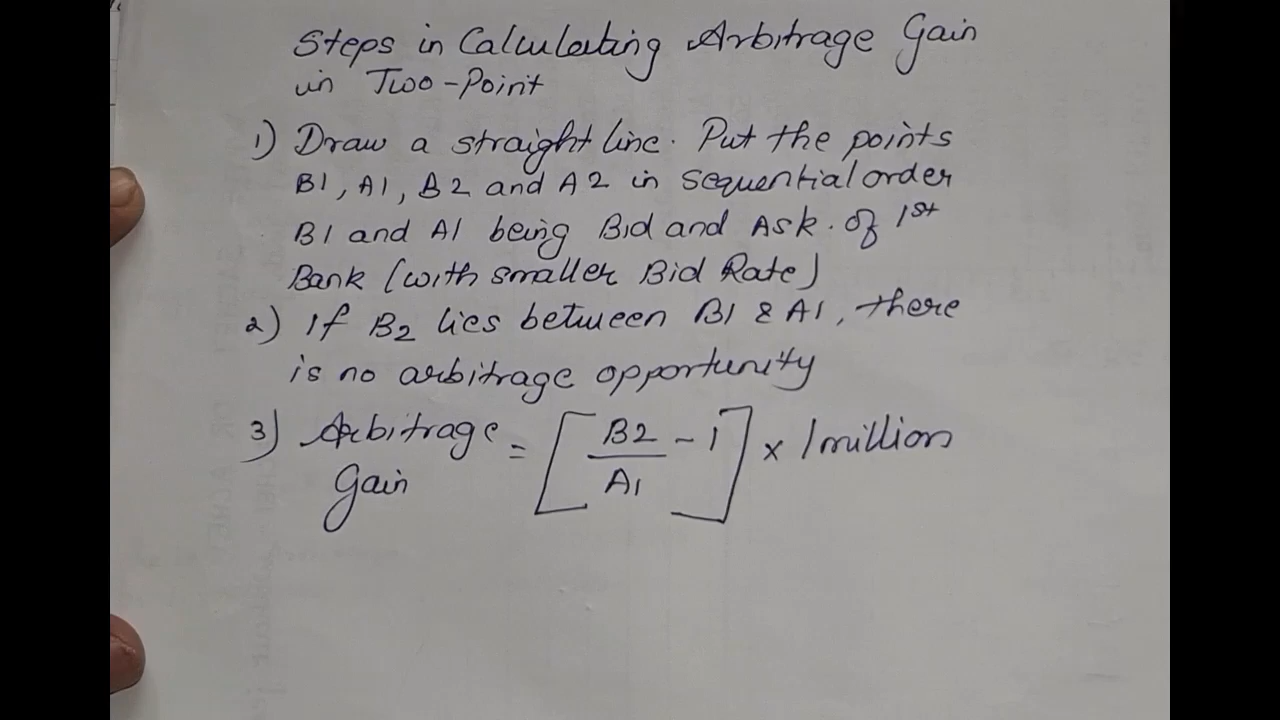 Steps in Calculating Arbitrage Gain
in Two-Point
1) Draw a straight line. Put the points
B1, A1, B2 and A2 in sequential order
B1 and A1 being Bid and Ask. of 1st
Bank (with smaller Bid Rate)
2) If B2 lies between B1 & A1, there
is no arbitrage opportunity
3) Arbitrage Gain = [B2/A1 - 1] x 1 million